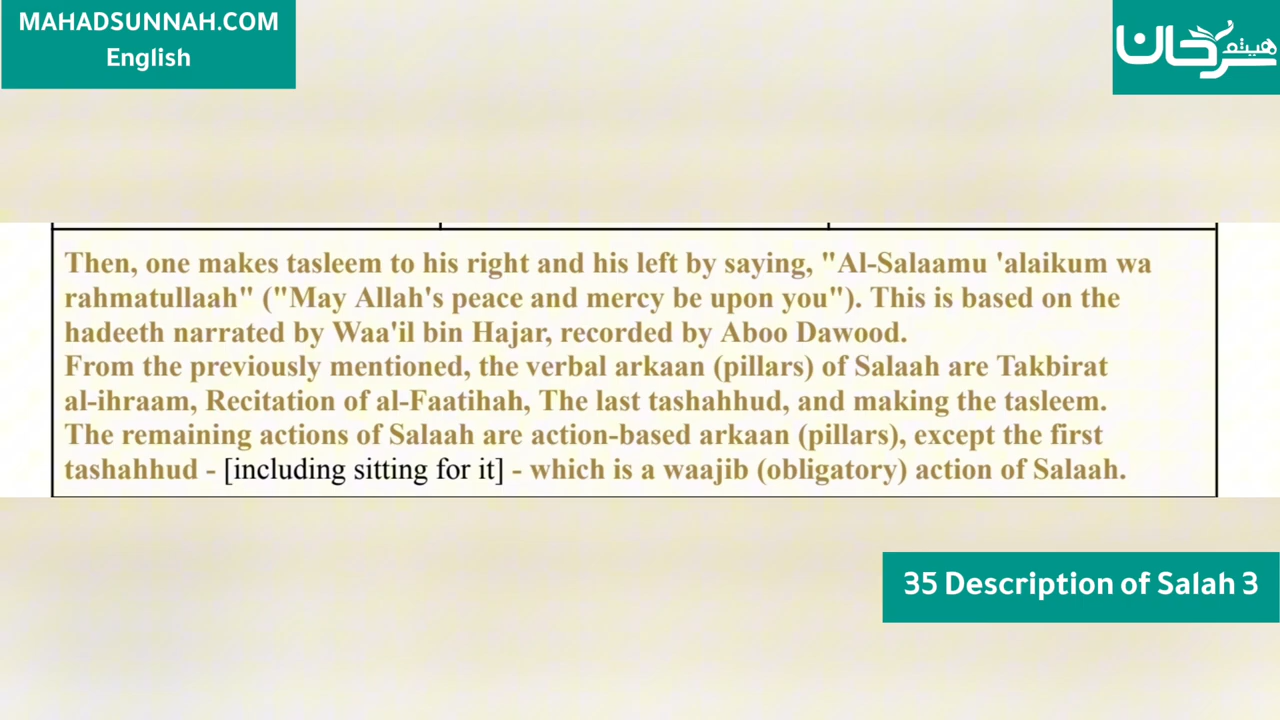 MAHADSUNNAH.COM
English
هيثم
سرحان
Then, one makes tasleem to his right and his left by saying, "Al-Salaamu 'alaikum wa
rahmatullaah" ("May Allah's peace and mercy be upon you"). This is based on the
hadeeth narrated by Waa'il bin Hajar, recorded by Aboo Dawood.
From the previously mentioned, the verbal arkaan (pillars) of Salaah are Takbirat
al-ihraam, Recitation of al-Faatihah, The last tashahhud, and making the tasleem.
The remaining actions of Salaah are action-based arkaan (pillars), except the first
tashahhud - [including sitting for it] - which is a waajib (obligatory) action of Salaah.
35 Description of Salah 3